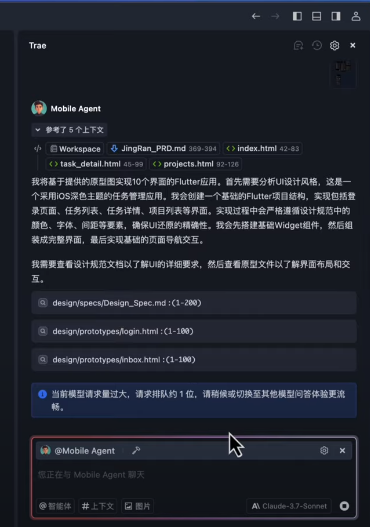 Trae
Mobile Agent
参考了 5 个上下文
Workspace JingRan_PRD.md 369-394 index.html 42-83
task_detail.html 45-99 projects.html 92-126
我将基于提供的原型图实现10个界面的Flutter应用。首先需要分析UI设计风格，这是一
个采用iOS深色主题的任务管理应用。我会创建一个基础的Flutter项目结构，实现包括登
录页面、任务列表、任务详情、项目列表等界面。实现过程中会严格遵循设计规范中的
颜色、字体、间距等要素，确保UI还原的精确性。我会先搭建基础Widget组件，然后组
装成完整界面，最后实现基础的页面导航交互。
我需要查看设计规范文档以了解UI的详细要求，然后查看原型文件以了解界面布局和交
互。
design/specs/Design_Spec.md :(1-200)
design/prototypes/login.html :(1-100)
design/prototypes/inbox.html :(1-100)
当前模型请求量过大，请求排队约 1 位，请稍候或切换至其他模型问答体验更流
畅。
@Mobile Agent
您正在与 Mobile Agent 聊天
@智能体 #上下文 图片 Claude-3.7-Sonnet